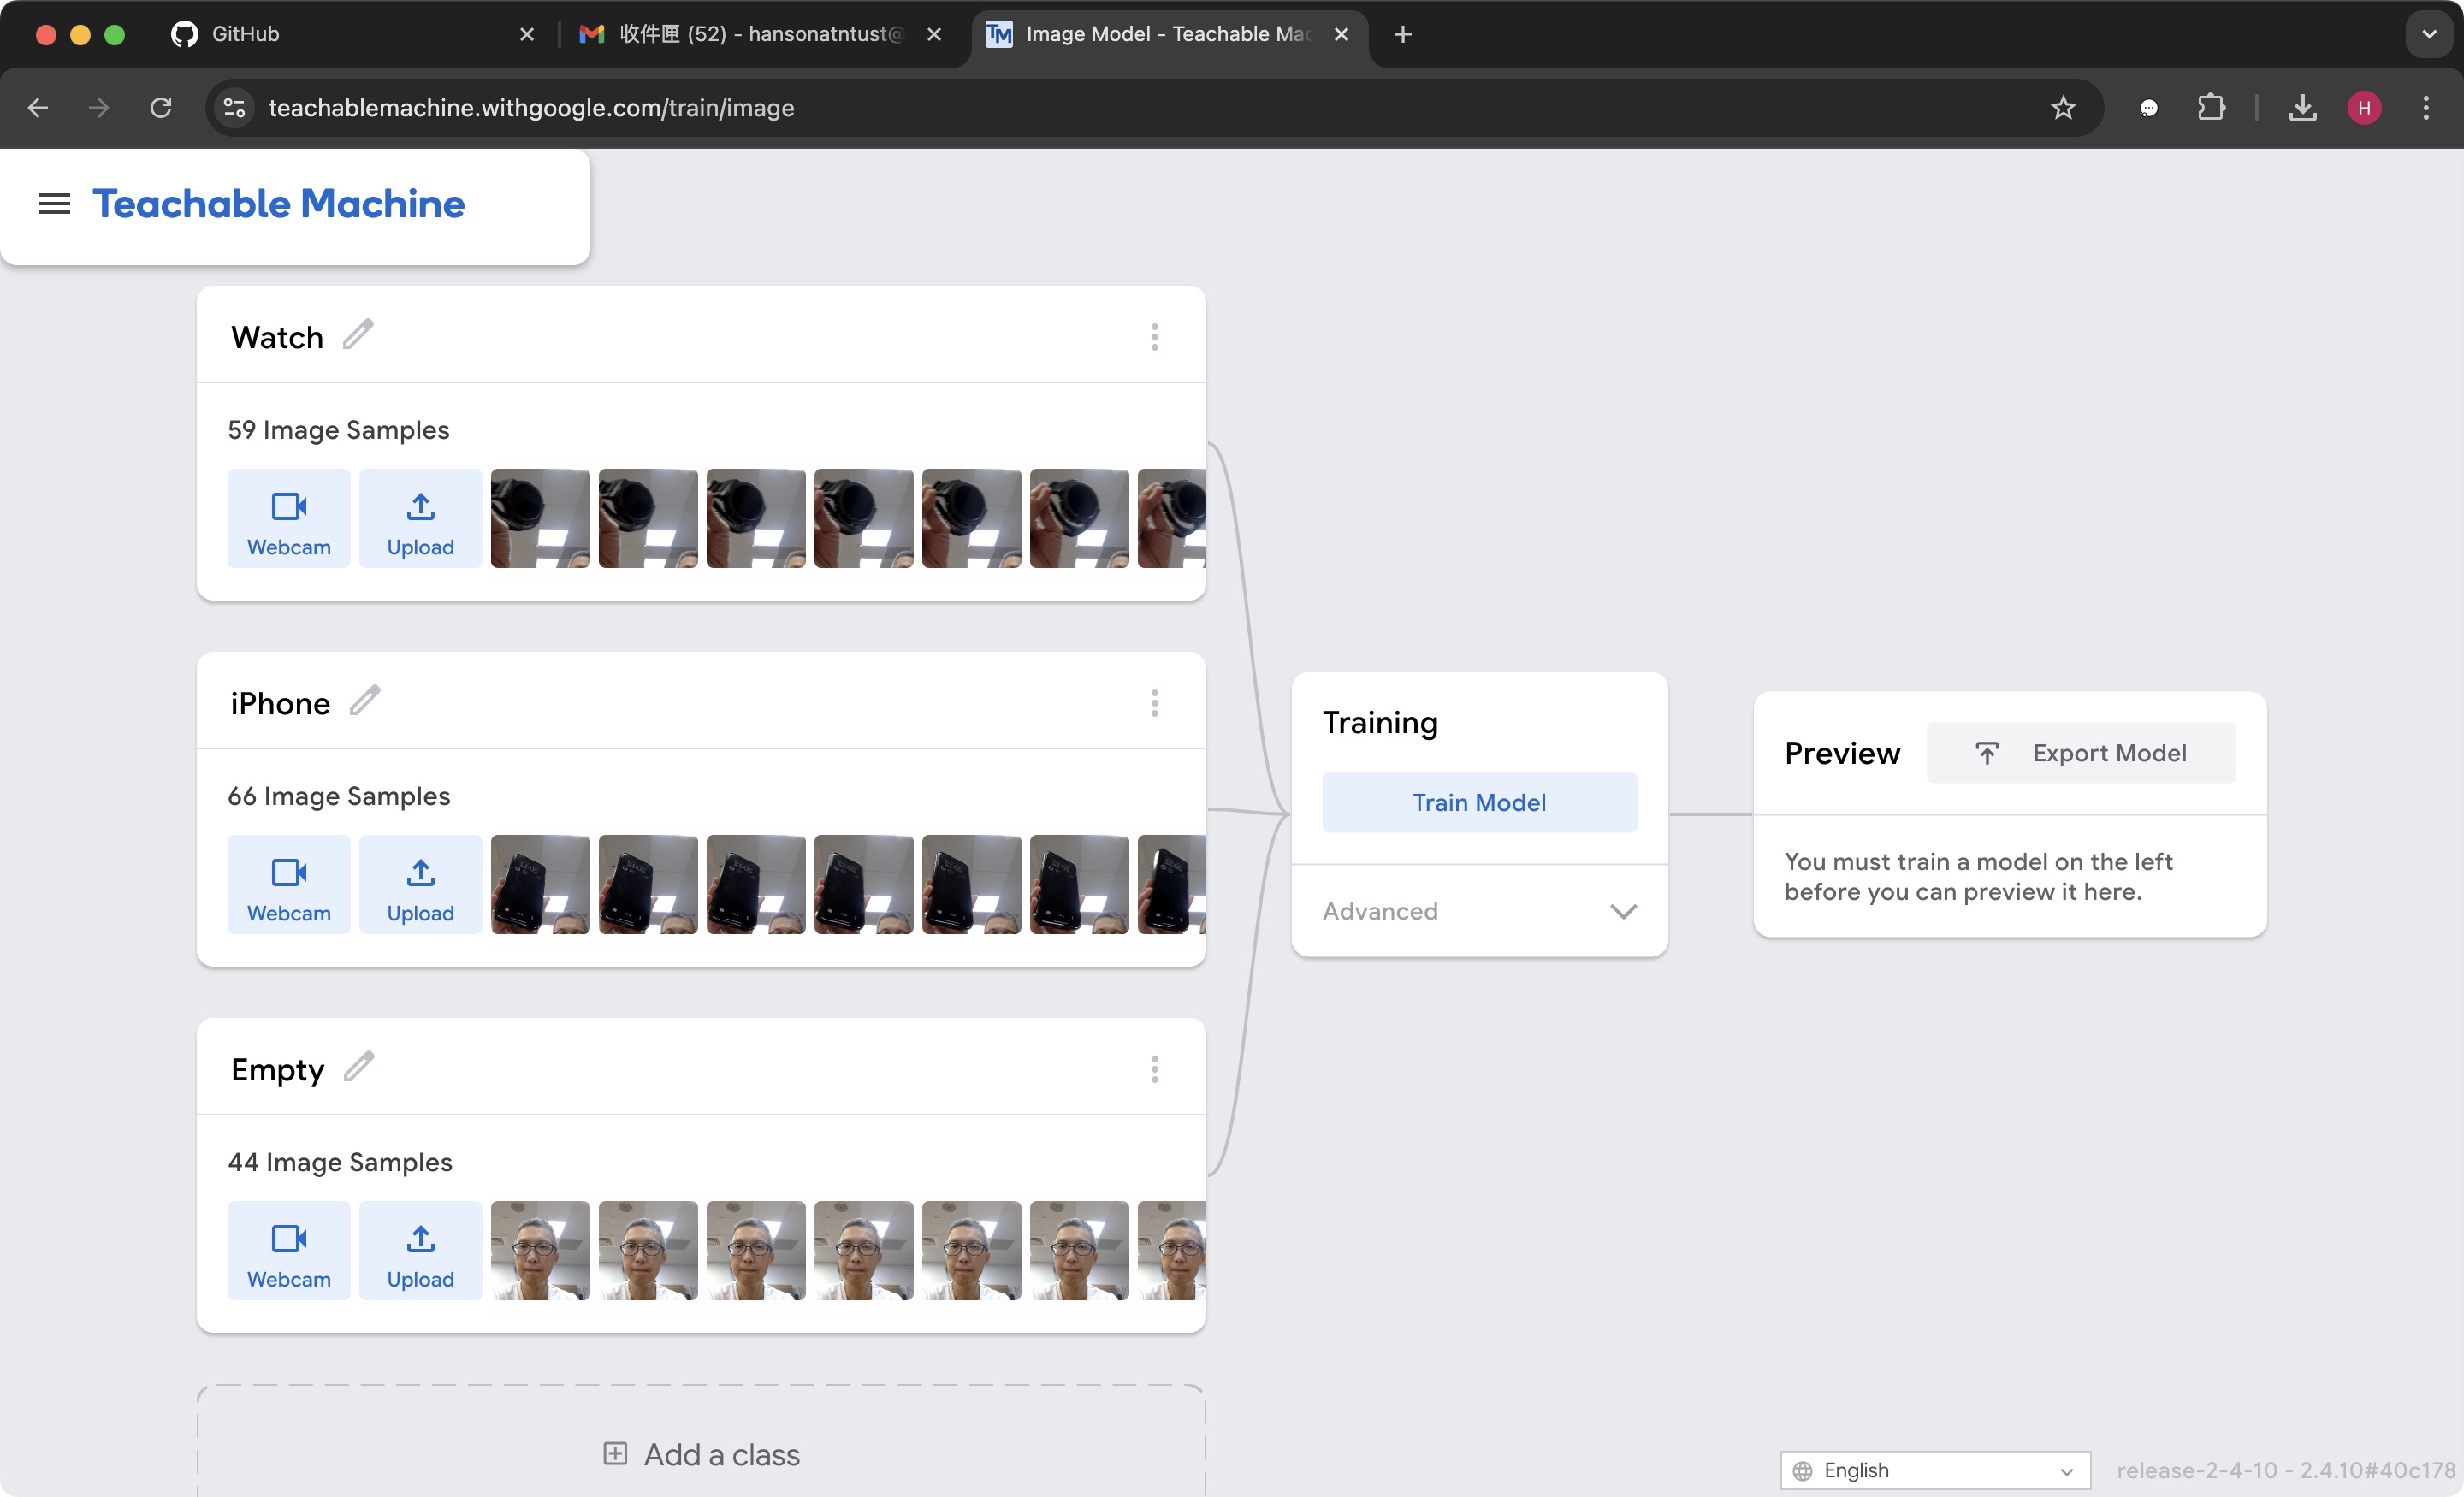 GitHub
收件匣 (52) - hansonatntust@
Image Model - Teachable Mac
teachablemachine.withgoogle.com/train/image
H
Teachable Machine
Watch
59 Image Samples
Webcam
Upload
iPhone
66 Image Samples
Webcam
Upload
Empty
44 Image Samples
Webcam
Upload
Add a class
Training
Train Model
Advanced
Preview
Export Model
You must train a model on the left
before you can preview it here.
English
release-2-4-10 - 2.4.10#40c178